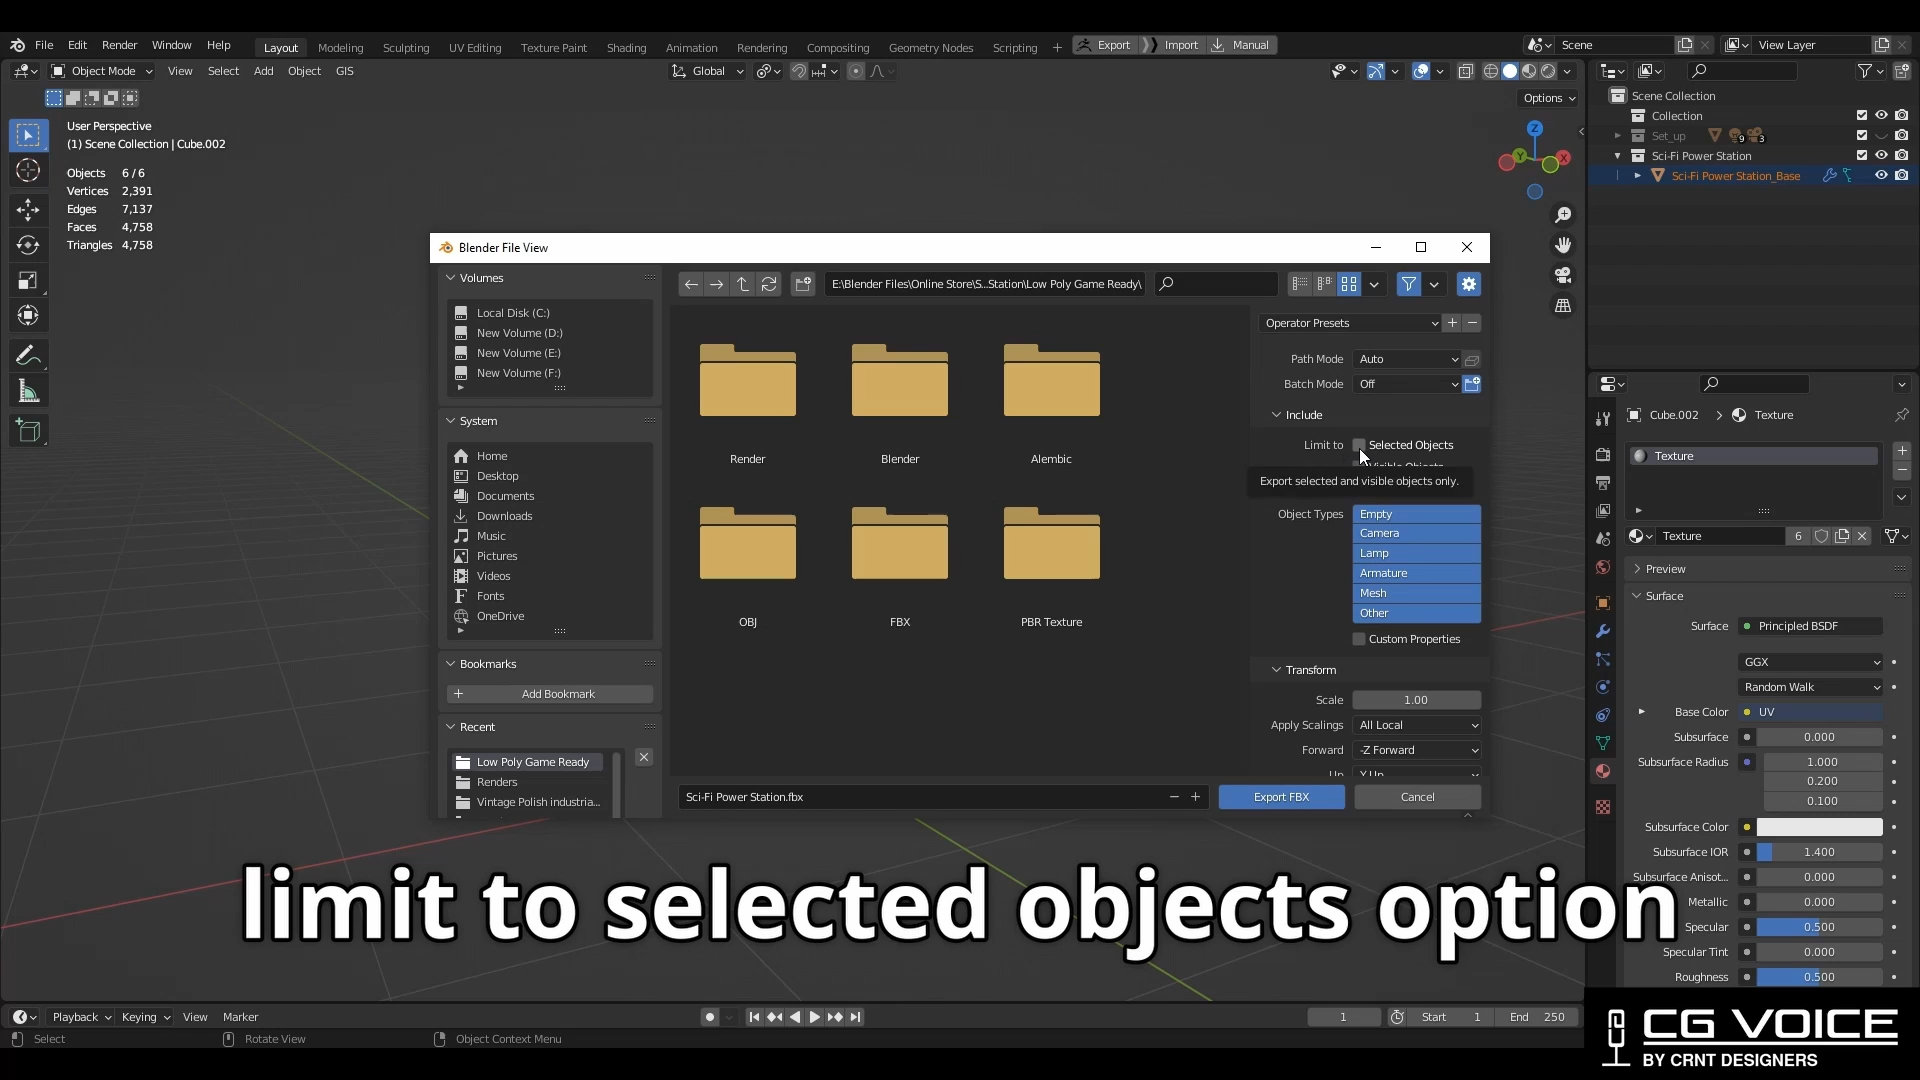 File Edit Render Window Help Layout Modeling Sculpting UV Editing Texture Paint Shading Animation Rendering Compositing Geometry Nodes Scripting + Export Import Manual Scene View Layer
Object Mode View Select Add Object GIS Global
Options
User Perspective
(1) Scene Collection | Cube.002
Objects 6 / 6
Vertices 2,391
Edges 7,137
Faces 4,758
Triangles 4,758
Z
Y
X
Scene Collection
Collection
Set_up 9 3
Sci-Fi Power Station
Sci-Fi Power Station_Base
Blender File View
Volumes
Local Disk (C:)
New Volume (D:)
New Volume (E:)
New Volume (F:)
System
Home
Desktop
Documents
Downloads
Music
Pictures
Videos
Fonts
OneDrive
Bookmarks
Add Bookmark
Recent
Low Poly Game Ready
Renders
Vintage Polish industria...
E:\Blender Files\Online Store\S...Station\Low Poly Game Ready\
Render Blender Alembic
OBJ FBX PBR Texture
Operator Presets
Path Mode Auto
Batch Mode Off
Include
Limit to Selected Objects
Visible Objects
Export selected and visible objects only.
Object Types Empty
Camera
Lamp
Armature
Mesh
Other
Custom Properties
Transform
Scale 1.00
Apply Scalings All Local
Forward -Z Forward
Up Y Up
Sci-Fi Power Station.fbx Export FBX Cancel
Cube.002 > Texture
Texture
Texture 6
Preview
Surface
Surface Principled BSDF
GGX
Random Walk
Base Color UV
Subsurface 0.000
Subsurface Radius 1.000
0.200
0.100
Subsurface Color
Subsurface IOR 1.400
Subsurface Anisot... 0.000
Metallic 0.000
Specular 0.500
Specular Tint 0.000
Roughness 0.500
limit to selected objects option
Playback Keying View Marker 1 Start 1 End 250
Select Rotate View Object Context Menu
CG VOICE
BY CRNT DESIGNERS